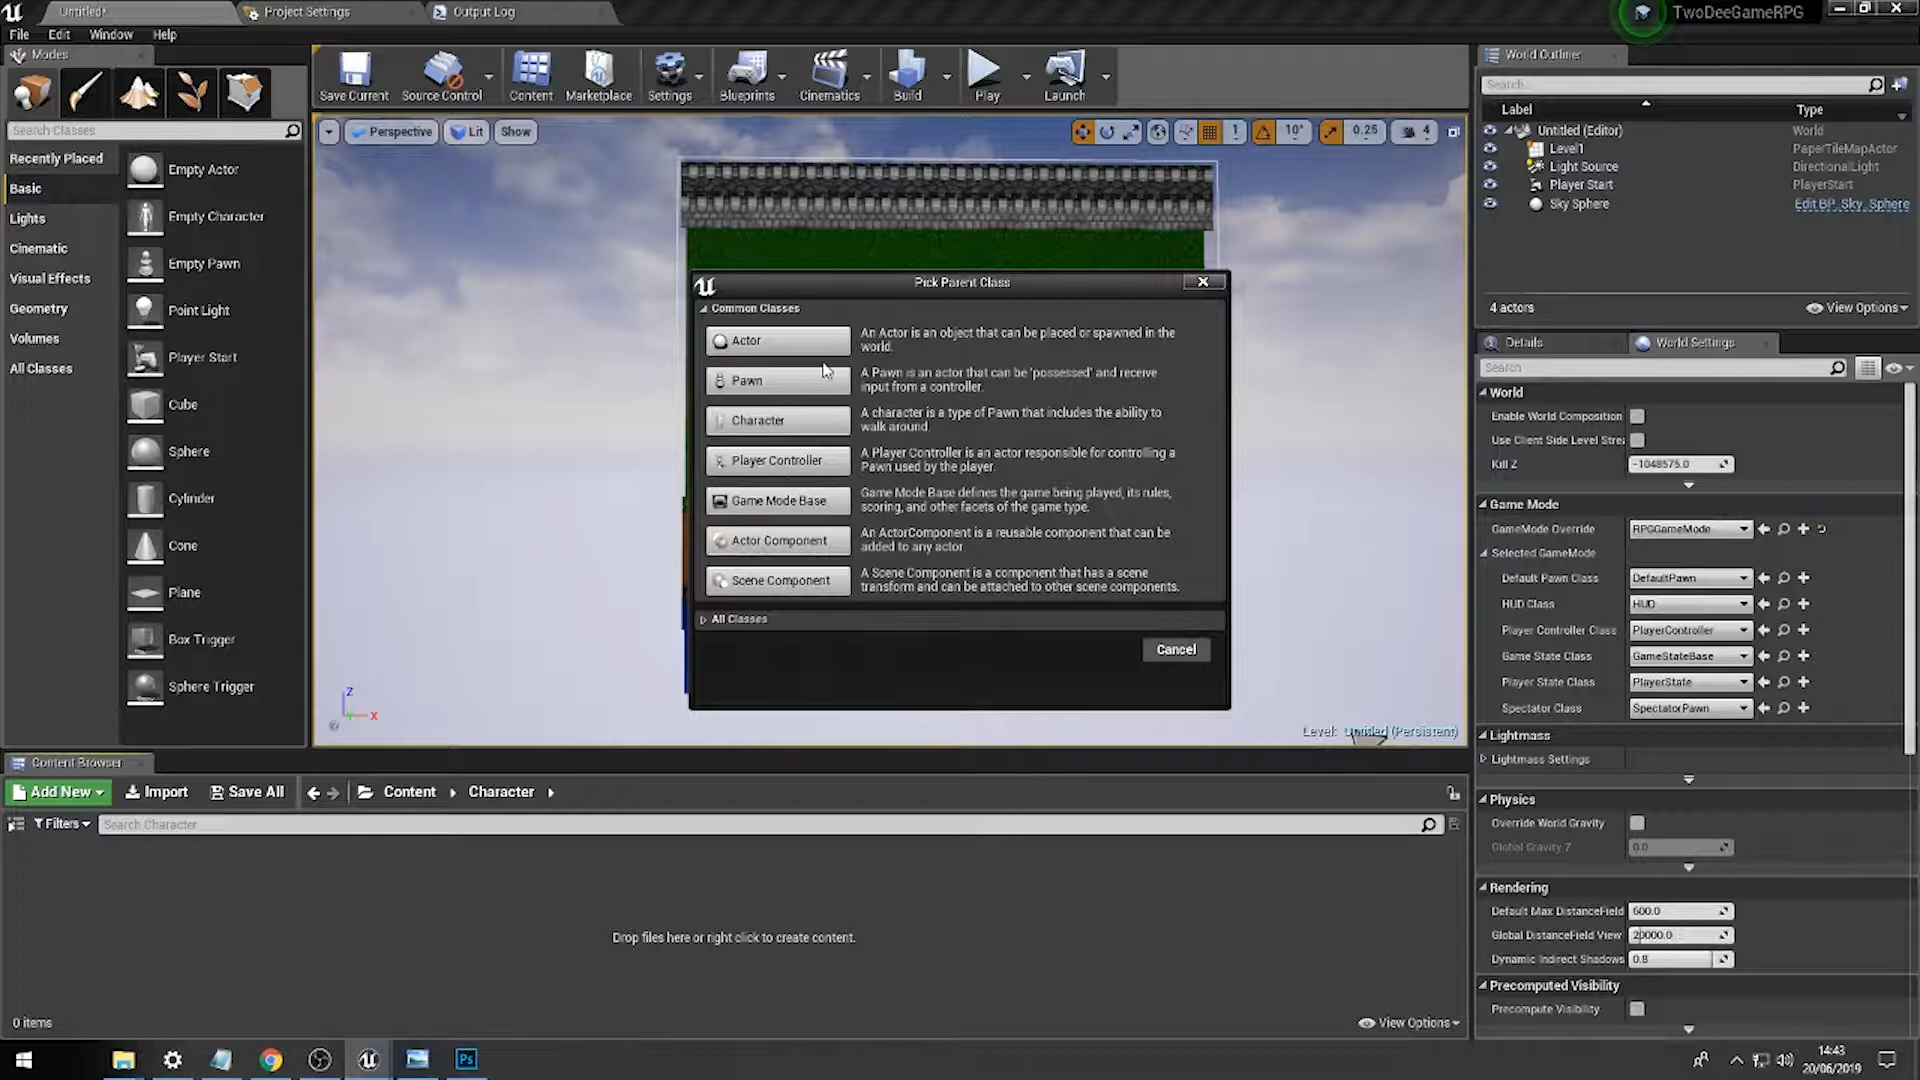 Untitled*
Project Settings
Output Log
TwoDeeGameRPG
File Edit Window Help
Modes
Search Classes
Recently Placed
Basic
Lights
Cinematic
Visual Effects
Geometry
Volumes
All Classes
Empty Actor
Empty Character
Empty Pawn
Point Light
Player Start
Cube
Sphere
Cylinder
Cone
Plane
Box Trigger
Sphere Trigger
Save Current
Source Control
Content
Marketplace
Settings
Blueprints
Cinematics
Build
Play
Launch
Perspective
Lit
Show
1
10°
0.25
4
Pick Parent Class
Common Classes
Actor
An Actor is an object that can be placed or spawned in the
world.
Pawn
A Pawn is an actor that can be 'possessed' and receive
input from a controller.
Character
A character is a type of Pawn that includes the ability to
walk around.
Player Controller
A Player Controller is an actor responsible for controlling a
Pawn used by the player.
Game Mode Base
Game Mode Base defines the game being played, its rules,
scoring, and other facets of the game type.
Actor Component
An ActorComponent is a reusable component that can be
added to any actor
Scene Component
A Scene Component is a component that has a scene
transform and can be attached to other scene components.
All Classes
Cancel
Z
X
Level: Untitled (Persistent)
World Outliner
Search...
Label Type
Untitled (Editor) World
Level1 PaperTileMapActor
Light Source DirectionalLight
Player Start PlayerStart
Sky Sphere Edit BP_Sky_Sphere
4 actors
View Options
Details
World Settings
Search
World
Enable World Composition
Use Client Side Level Strea
Kill Z -1048575.0
Game Mode
GameMode Override RPGGameMode
Selected GameMode
Default Pawn Class DefaultPawn
HUD Class HUD
Player Controller Class PlayerController
Game State Class GameStateBase
Player State Class PlayerState
Spectator Class SpectatorPawn
Lightmass
Lightmass Settings
Physics
Override World Gravity
Global Gravity Z 0.0
Rendering
Default Max DistanceField 600.0
Global DistanceField View 20000.0
Dynamic Indirect Shadows 0.8
Precomputed Visibility
Precompute Visibility
Content Browser
Add New
Import
Save All
Content
Character
Filters
Search Character
Drop files here or right click to create content.
0 items
View Options
Ps
14:43
20/06/2019